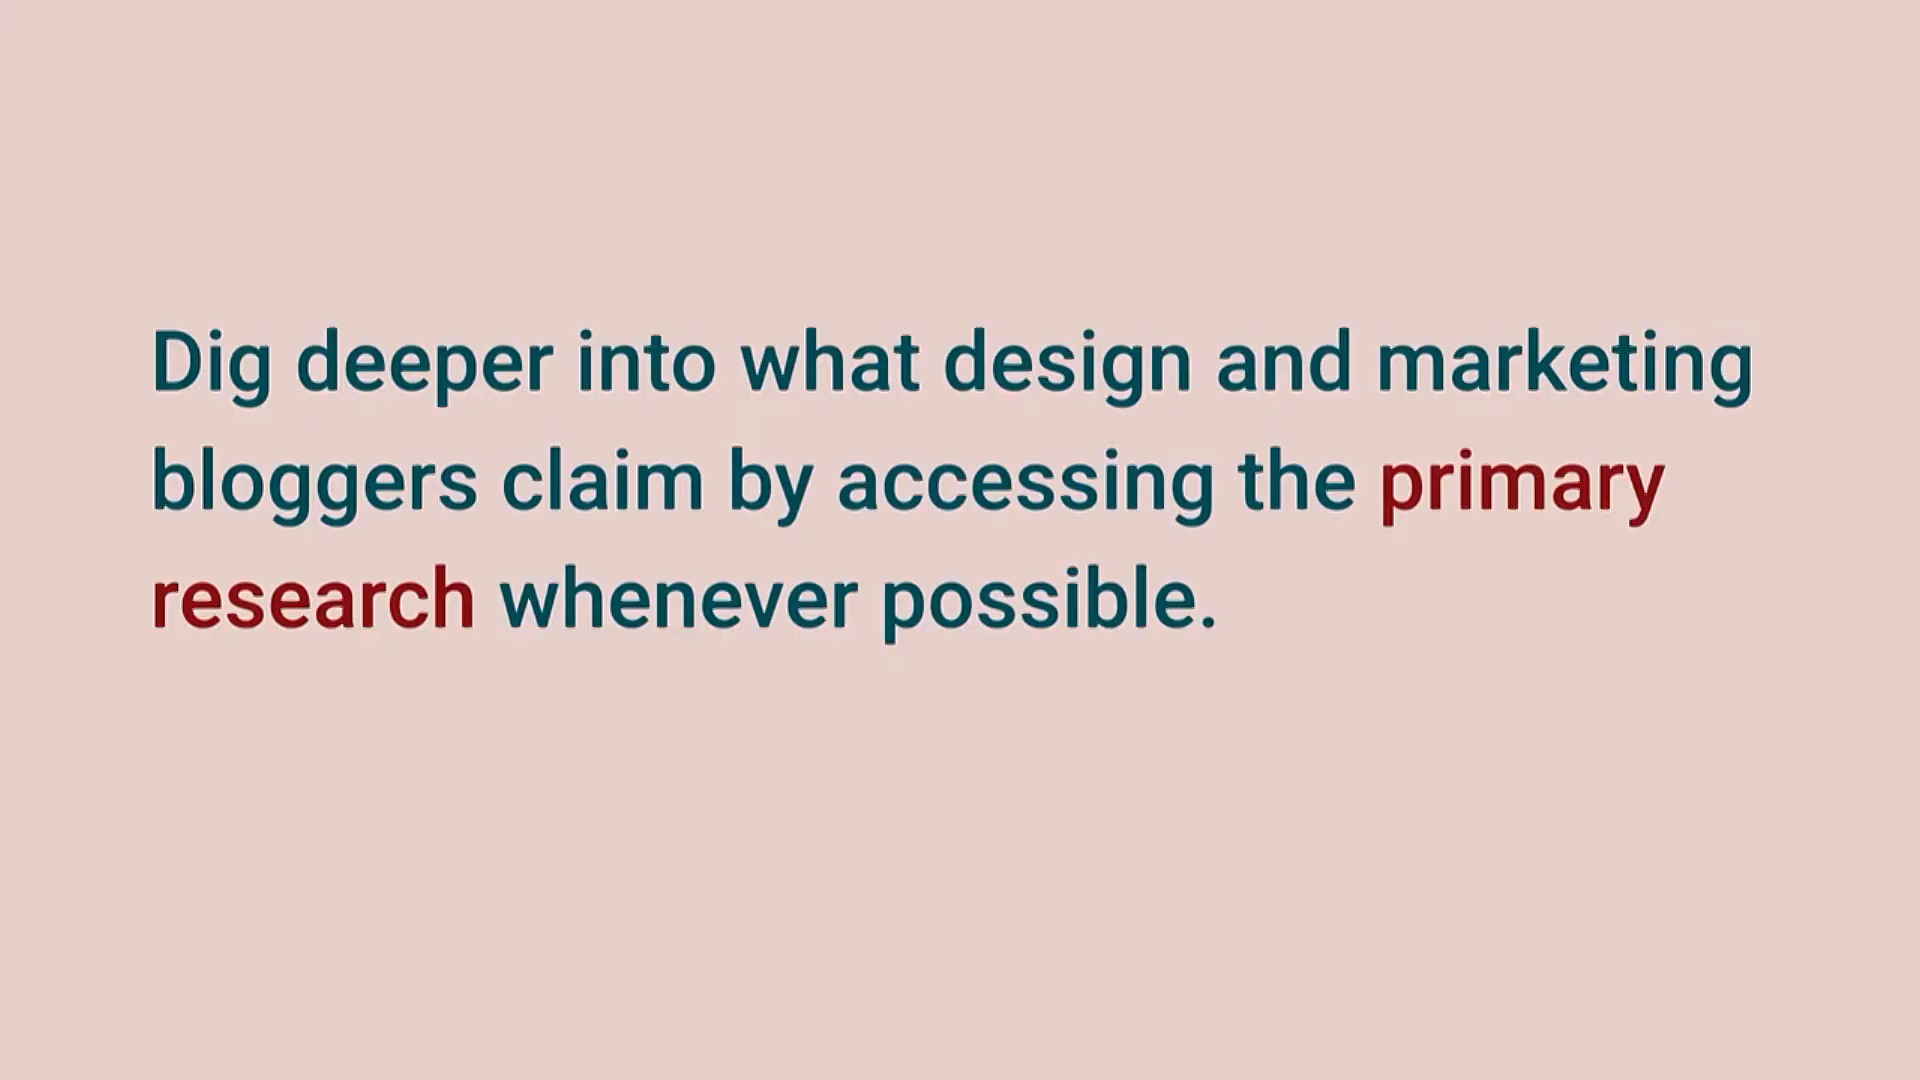 Dig deeper into what design and marketing
bloggers claim by accessing the primary
research whenever possible.